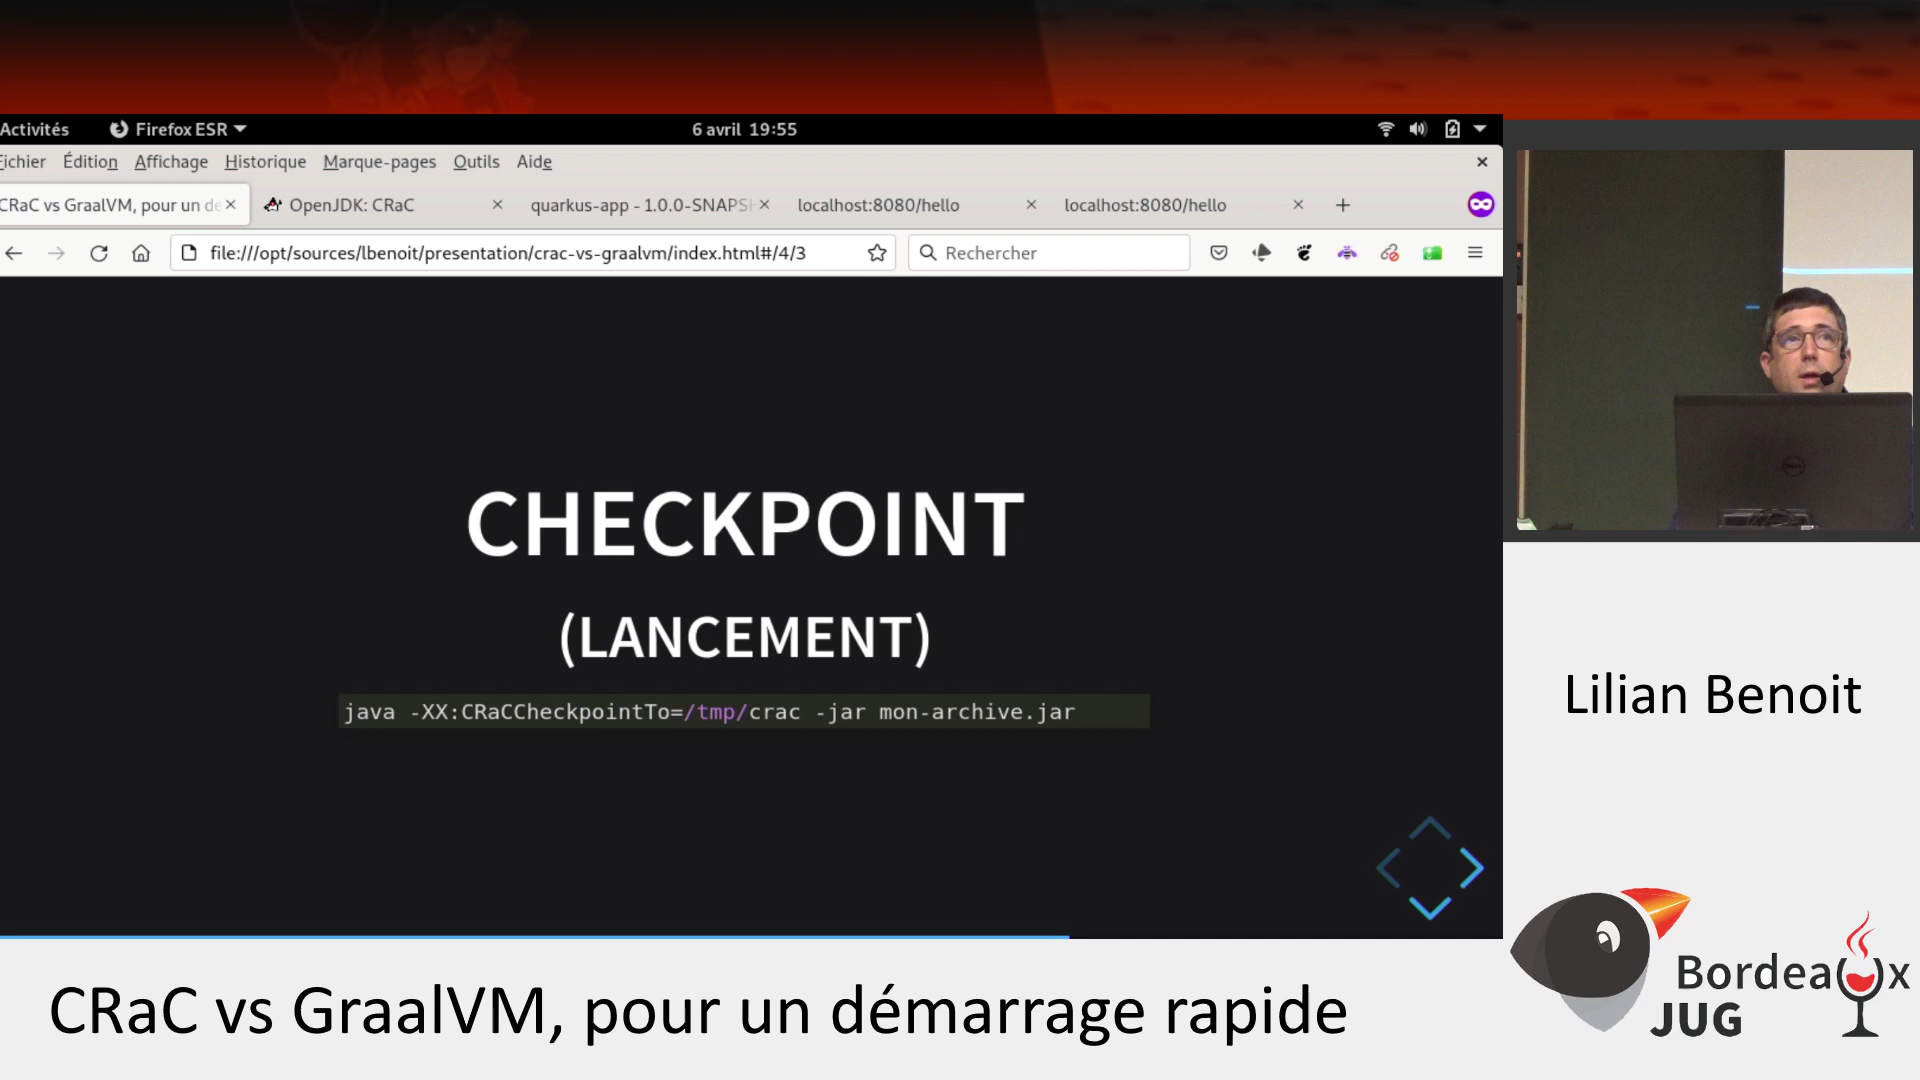 Activités Firefox ESR 6 avril 19:55
Fichier Édition Affichage Historique Marque-pages Outils Aide
CRaC vs GraalVM, pour un dé OpenJDK: CRaC quarkus-app - 1.0.0-SNAPS localhost:8080/hello localhost:8080/hello
file:///opt/sources/lbenoit/presentation/crac-vs-graalvm/index.html#/4/3 Rechercher
CHECKPOINT
(LANCEMENT)
java -XX:CRaCCheckpointTo=/tmp/crac -jar mon-archive.jar
Lilian Benoit
Bordeaux
JUG
CRaC vs GraalVM, pour un démarrage rapide